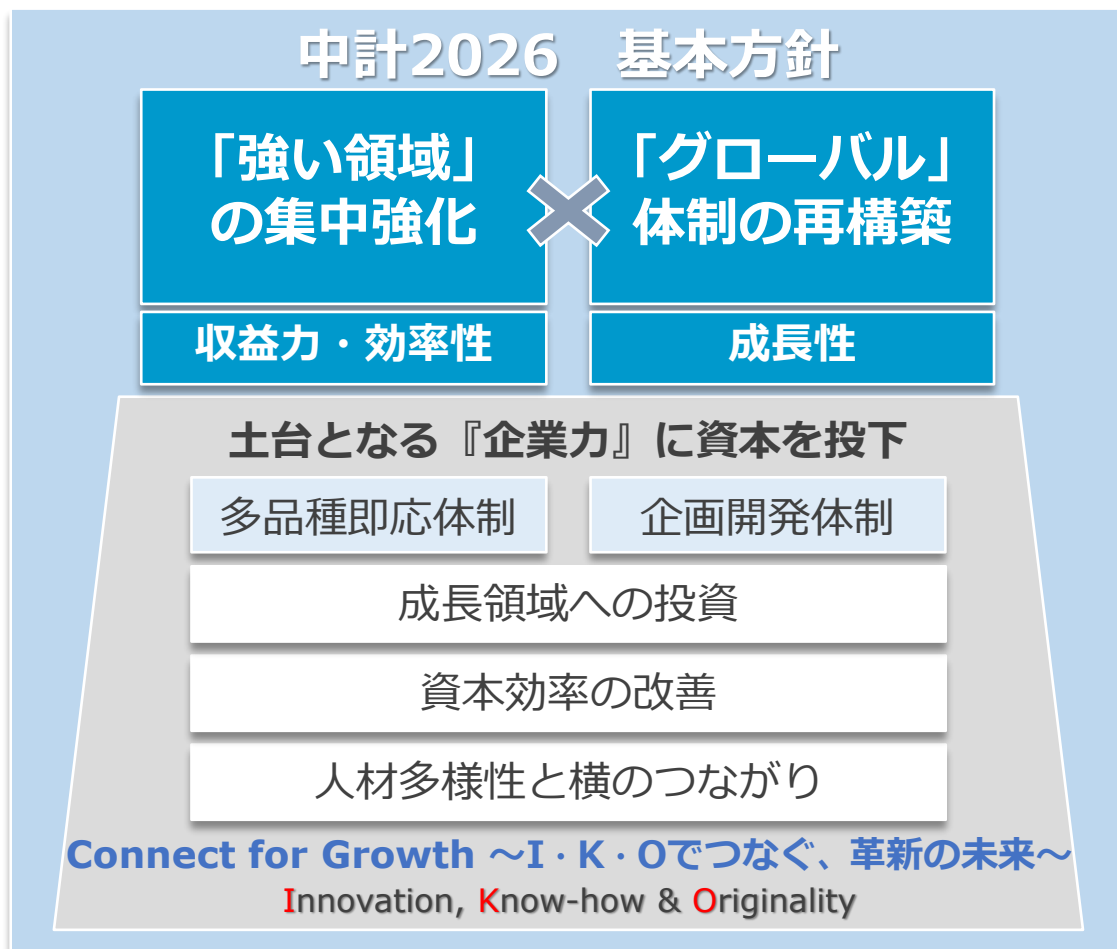 中計2026　基本方針
「強い領域」
の集中強化
「グローバル」
体制の再構築
収益力・効率性
成長性
土台となる『企業力』に資本を投下
多品種即応体制
企画開発体制
成長領域への投資
資本効率の改善
人材多様性と横のつながり
Connect for Growth ～I・K・Oでつなぐ、革新の未来～
Innovation, Know-how & Originality